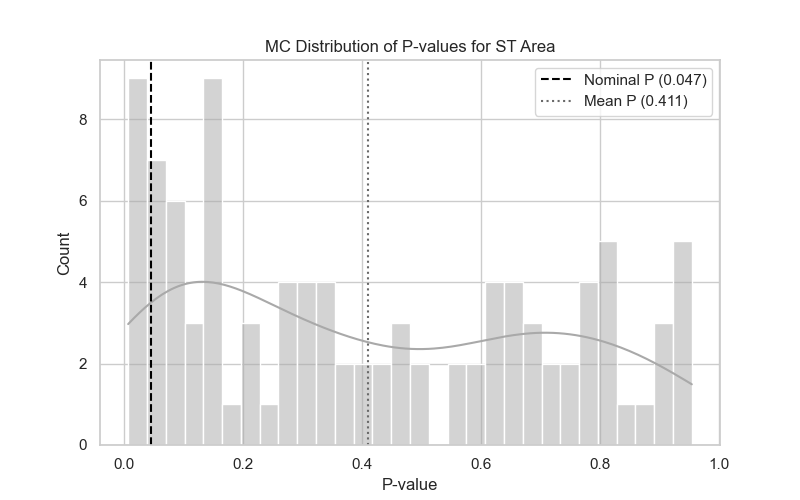 MC Distribution of P-values for ST Area
Nominal P (0.047)
Mean P (0.411)
Count
8
6
4
2
0
0.0 0.2 0.4 0.6 0.8 1.0
P-value